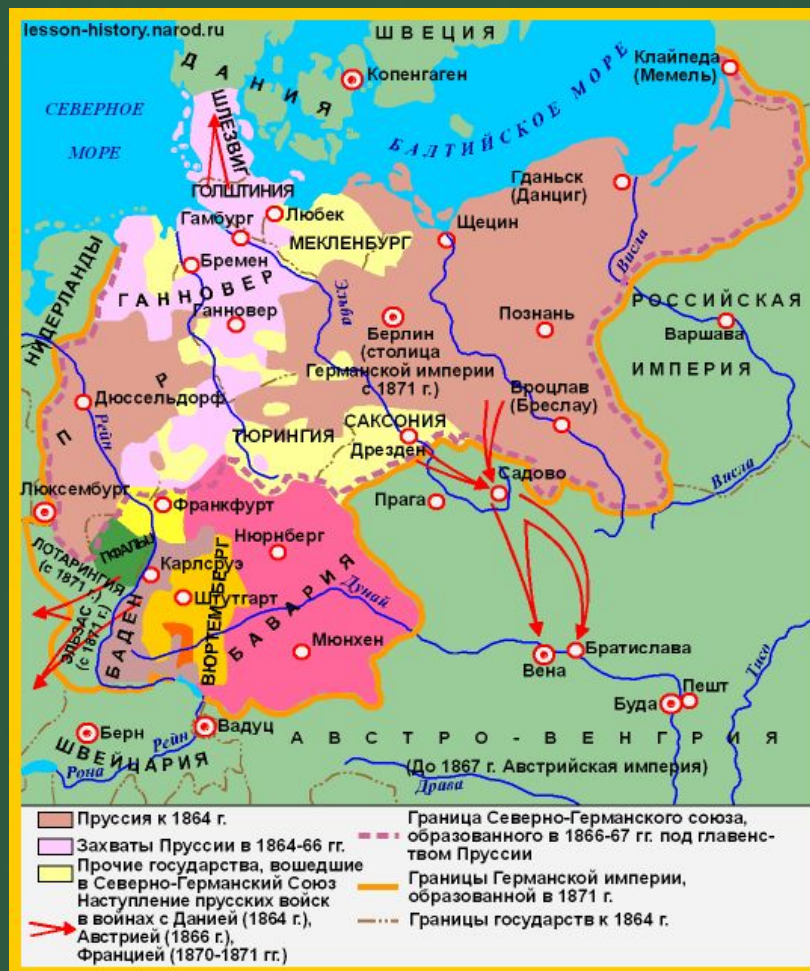 lesson-history.narod.ru
ШВЕЦИЯ
ДАНИЯ
Копенгаген
Клайпеда
(Мемель)
СЕВЕРНОЕ
МОРЕ
БАЛТИЙСКОЕ МОРЕ
ШЛЕЗВИГ
ГОЛШТИНИЯ
Гданьск
(Данциг)
Любек
Гамбург
МЕКЛЕНБУРГ
Щецин
Бремен
Висла
НИДЕРЛАНДЫ
ГАННОВЕР
Ганновер
Эльба
Берлин
(столица
Германской империи
с 1871 г.)
Познань
РОССИЙСКАЯ
ИМПЕРИЯ
Варшава
П Р
Дюссельдорф
Рейн
Броцлав
(Бреслау)
ТЮРИНГИЯ
САКСОНИЯ
Дрезден
Садово
Прага
Висла
Люксембург
Франкфурт
ПФАЛЬЦ
ЛОТАРИНГИЯ
(с 1871 г.)
Нюрнберг
Карлсруэ
Штутгарт
ЭЛЬЗАС
(с 1871 г.)
БАДЕН
ВЮРТЕМБЕРГ
БАВАРИЯ
Дунай
Мюнхен
Вена
Братислава
Тисо
Буда
Пешт
Берн
Вадуц
ШВЕЙЦАРИЯ
Рейн
Рона
АВСТРО-ВЕНГРИЯ
(До 1867 г. Австрийская империя)
Драва
Пруссия к 1864 г.
Захваты Пруссии в 1864-66 гг.
Прочие государства, вошедшие
в Северно-Германский Союз
Наступление прусских войск
в войнах с Данией (1864 г.),
Австрией (1866 г.),
Францией (1870-1871 гг.)
Граница Северно-Германского союза,
образованного в 1866-67 гг. под главенс-
твом Пруссии
Границы Германской империи,
образованной в 1871 г.
Границы государств к 1864 г.